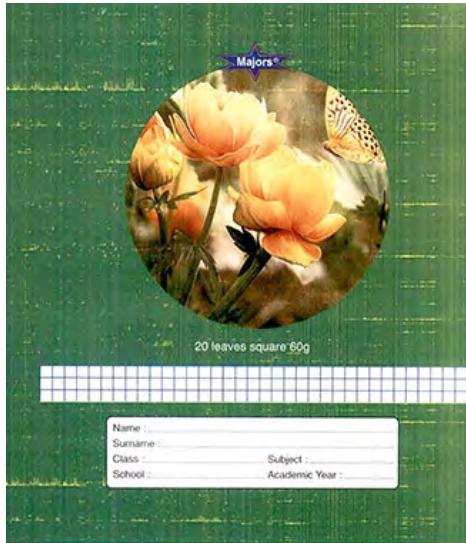 Majors®
20 leaves square 60g
Name :
Surname :
Class : Subject :
School : Academic Year :